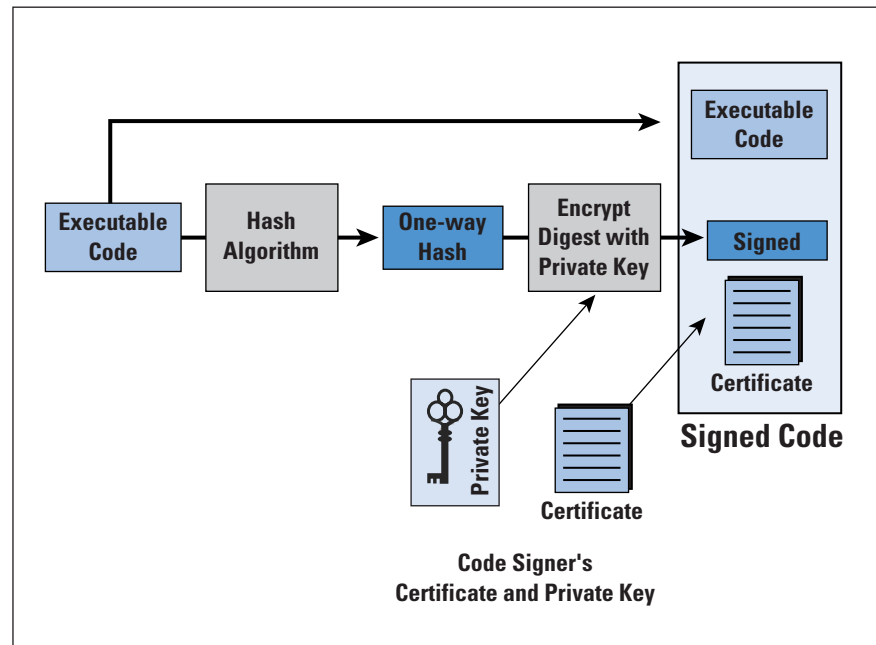 Executable
Code
Executable
Code
Hash
Algorithm
One-way
Hash
Encrypt
Digest with
Private Key
Signed
Certificate
Signed Code
Private Key
Certificate
Code Signer's
Certificate and Private Key